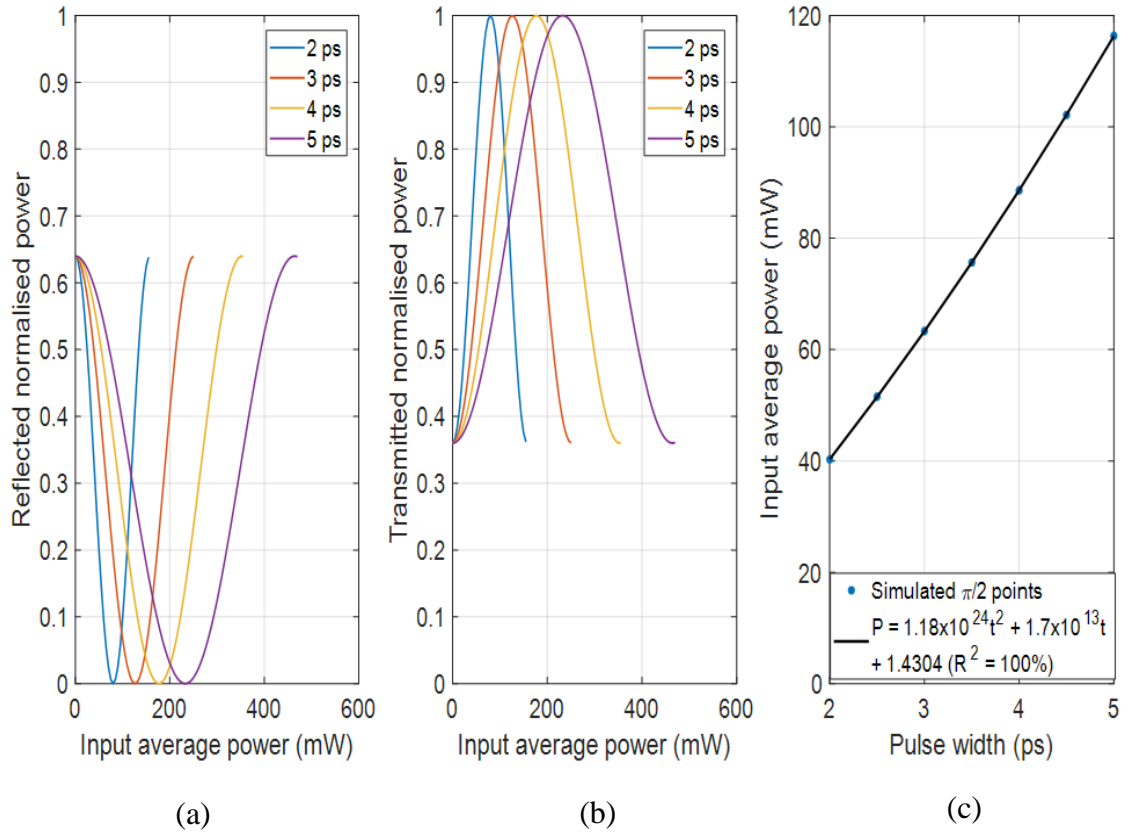 Reflected normalised power
1
0.9
0.8
0.7
0.6
0.5
0.4
0.3
0.2
0.1
0
2 ps
3 ps
4 ps
5 ps
0 200 400 600
Input average power (mW)
(a)
Transmitted normalised power
1
0.9
0.8
0.7
0.6
0.5
0.4
0.3
0.2
0.1
0
2 ps
3 ps
4 ps
5 ps
0 200 400 600
Input average power (mW)
(b)
Input average power (mW)
120
100
80
60
40
20
0
Simulated π/2 points
P = 1.18x10^24t^2 + 1.7x10^13t
+ 1.4304 (R^2 = 100%)
2 3 4 5
Pulse width (ps)
(c)